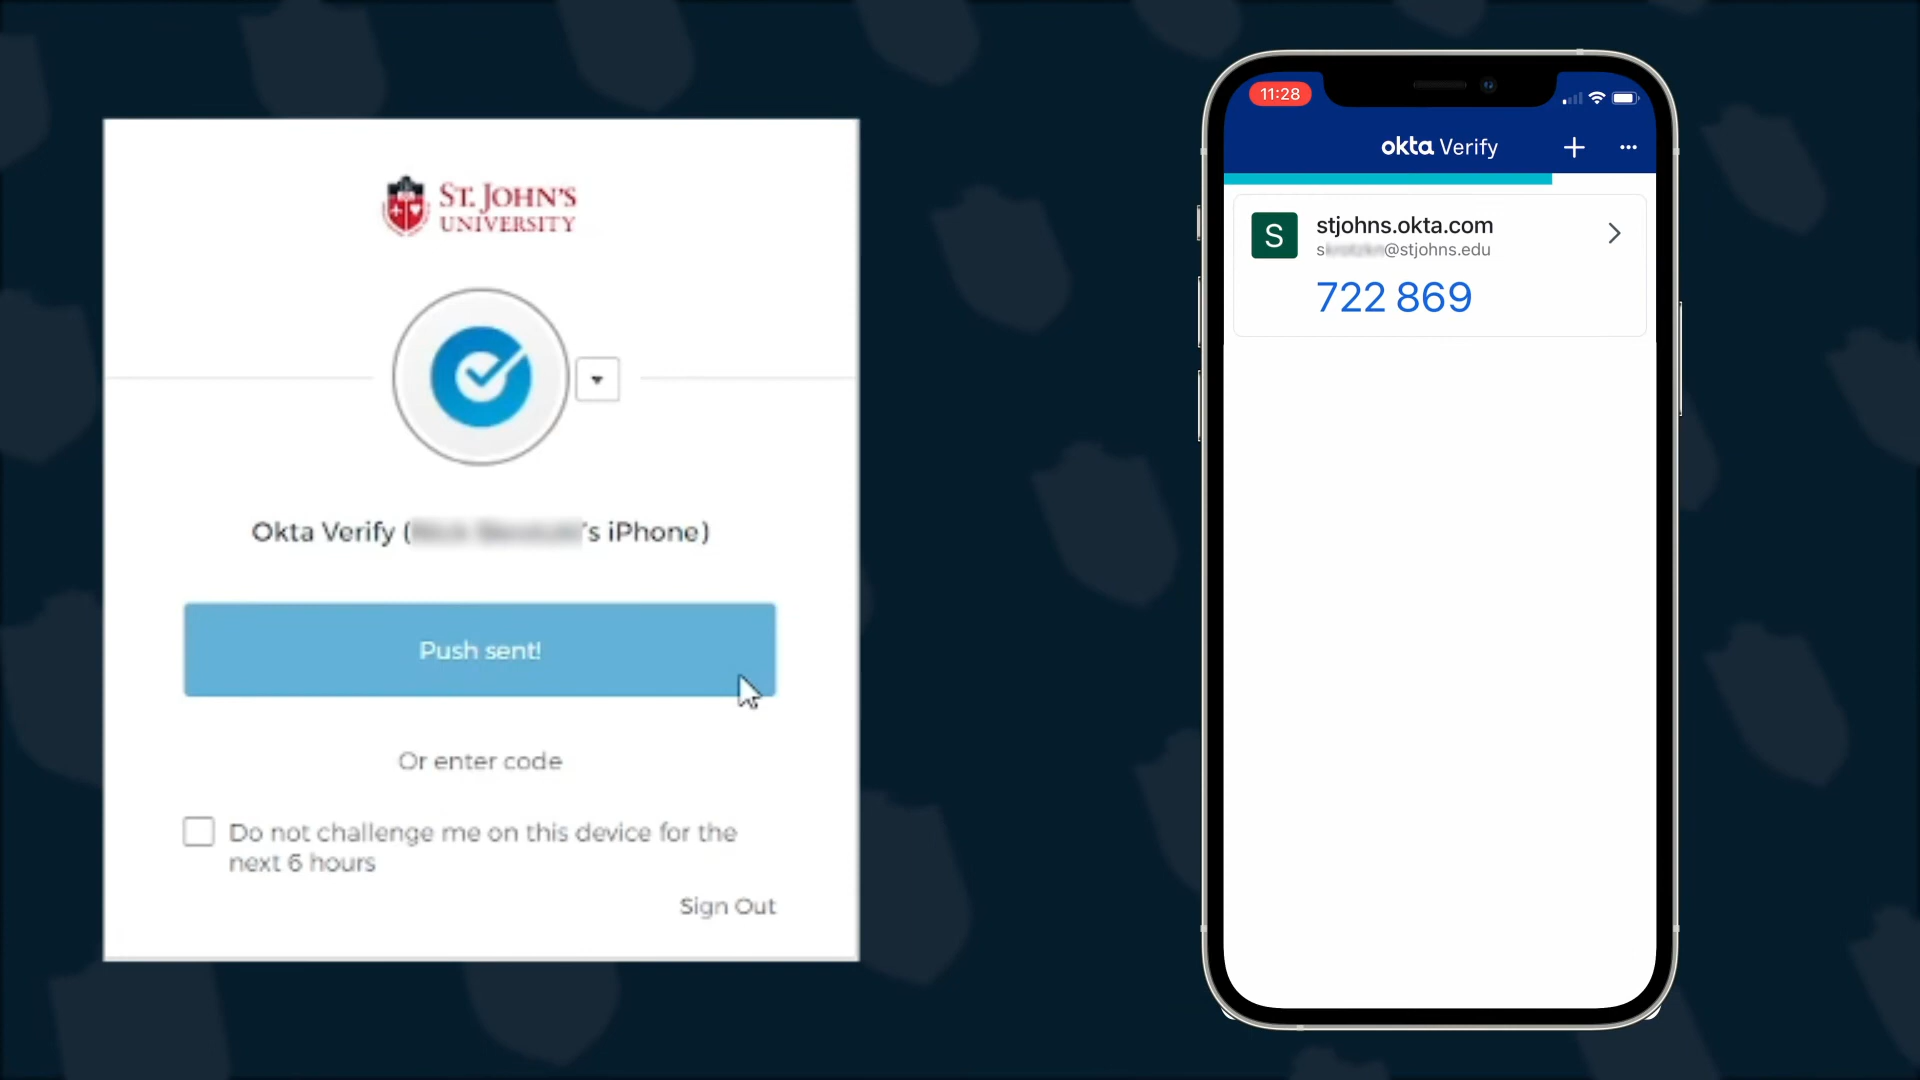 ST. JOHN'S
UNIVERSITY
Okta Verify ( 's iPhone)
Push sent!
Or enter code
Do not challenge me on this device for the
next 6 hours
Sign Out
11:28
okta Verify
S
stjohns.okta.com
s @stjohns.edu
722 869